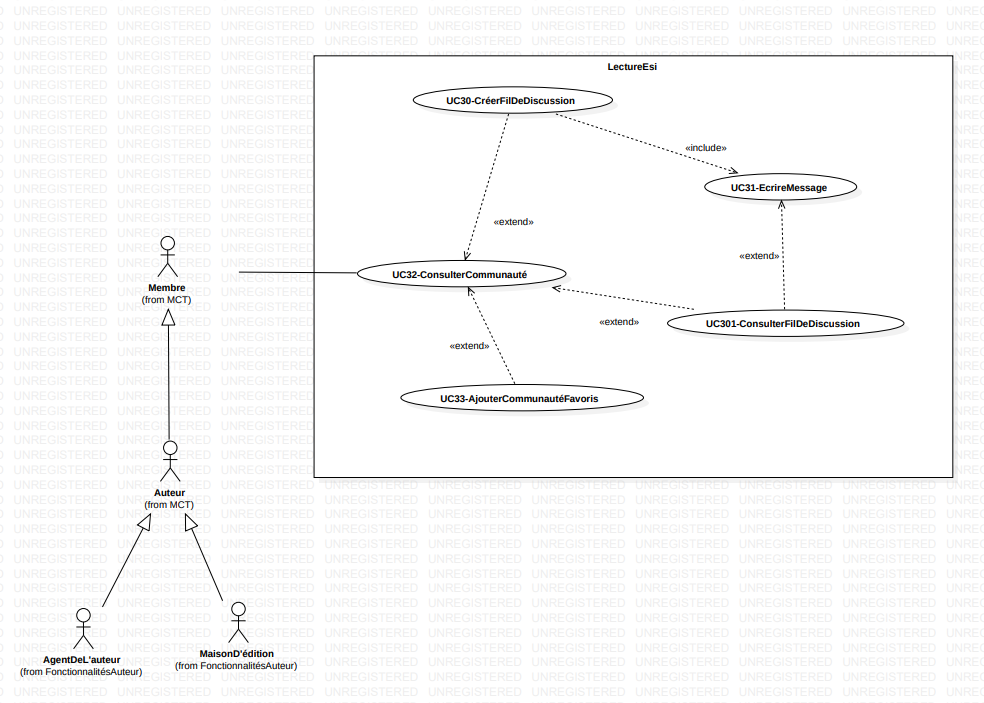 LectureEsi
UC30-CréerFilDeDiscussion
«include»
UC31-EcrireMessage
«extend»
«extend»
UC32-ConsulterCommunauté
Membre
(from MCT)
«extend»
UC301-ConsulterFilDeDiscussion
«extend»
UC33-AjouterCommunautéFavoris
Auteur
(from MCT)
AgentDeL'auteur
(from FonctionnalitésAuteur)
MaisonD'édition
(from FonctionnalitésAuteur)
UNREGISTERED